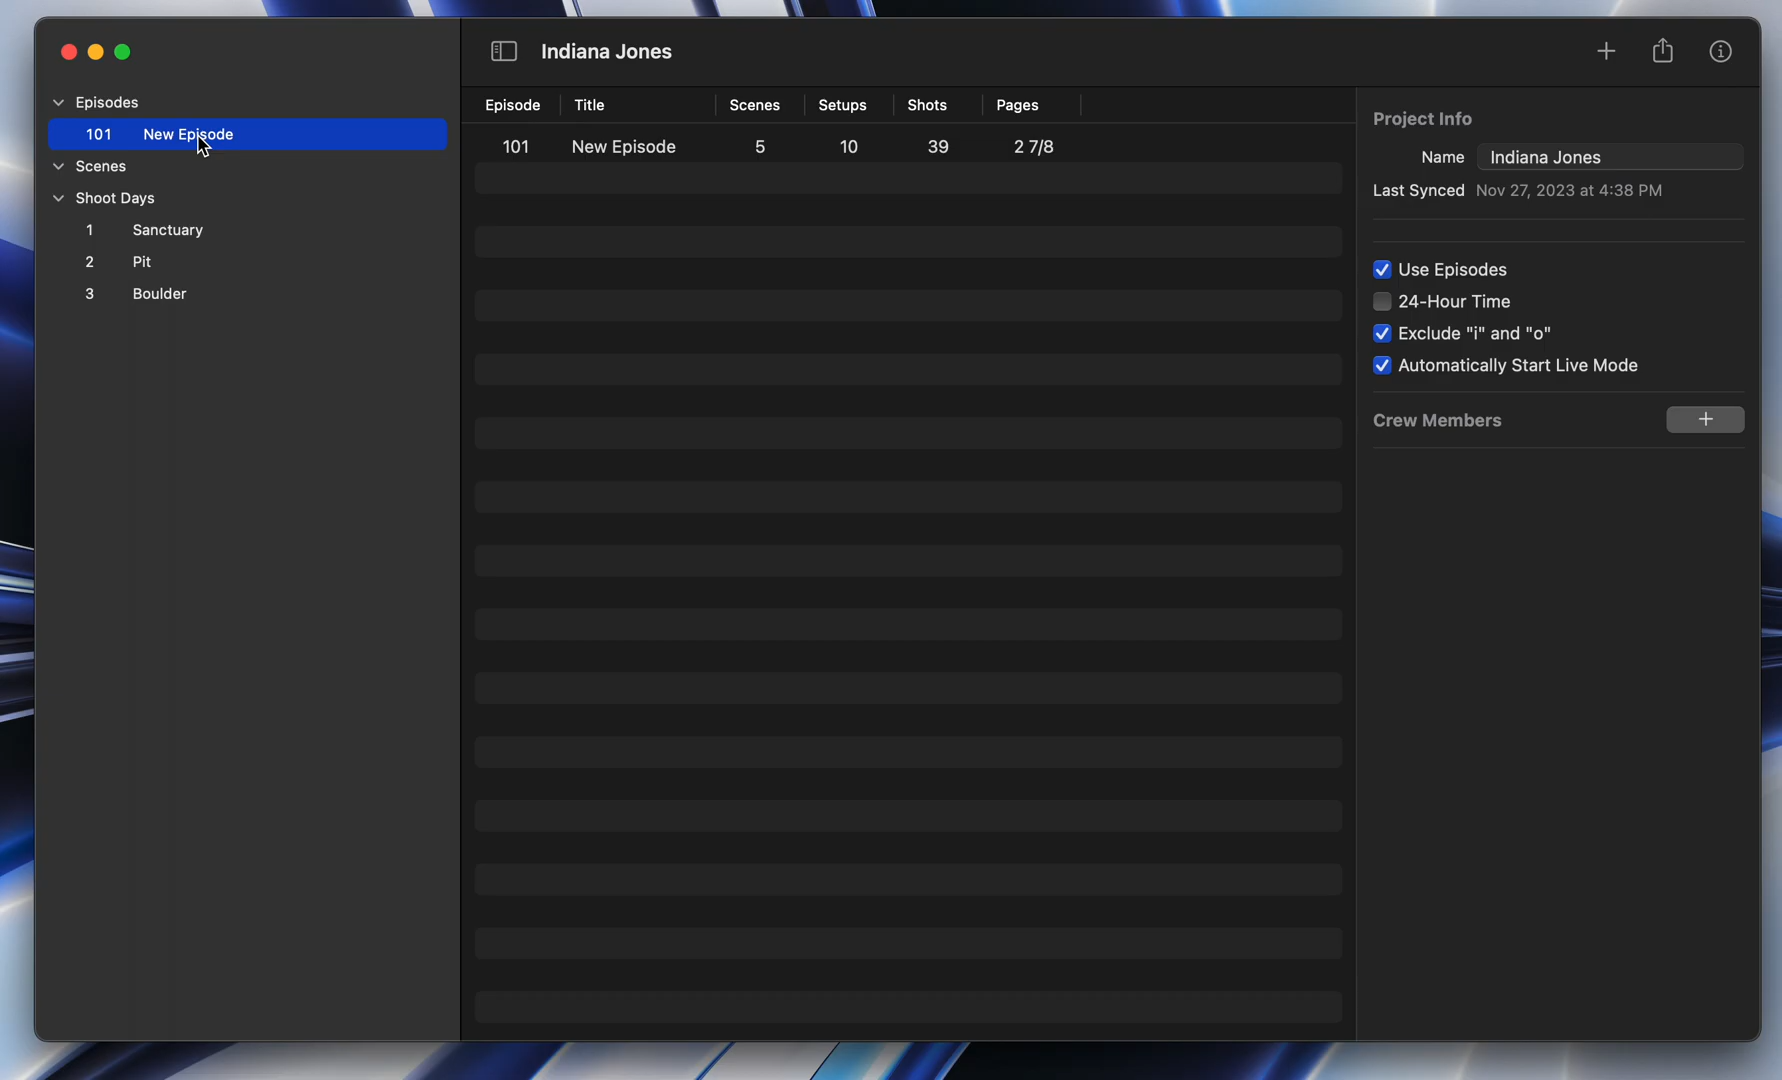 Indiana Jones
Episodes
101 New Episode
Scenes
Shoot Days
1 Sanctuary
2 Pit
3 Boulder
Episode Title Scenes Setups Shots Pages
101 New Episode 5 10 39 2 7/8
Project Info
Name Indiana Jones
Last Synced Nov 27, 2023 at 4:38 PM
Use Episodes
24-Hour Time
Exclude "i" and "o"
Automatically Start Live Mode
Crew Members